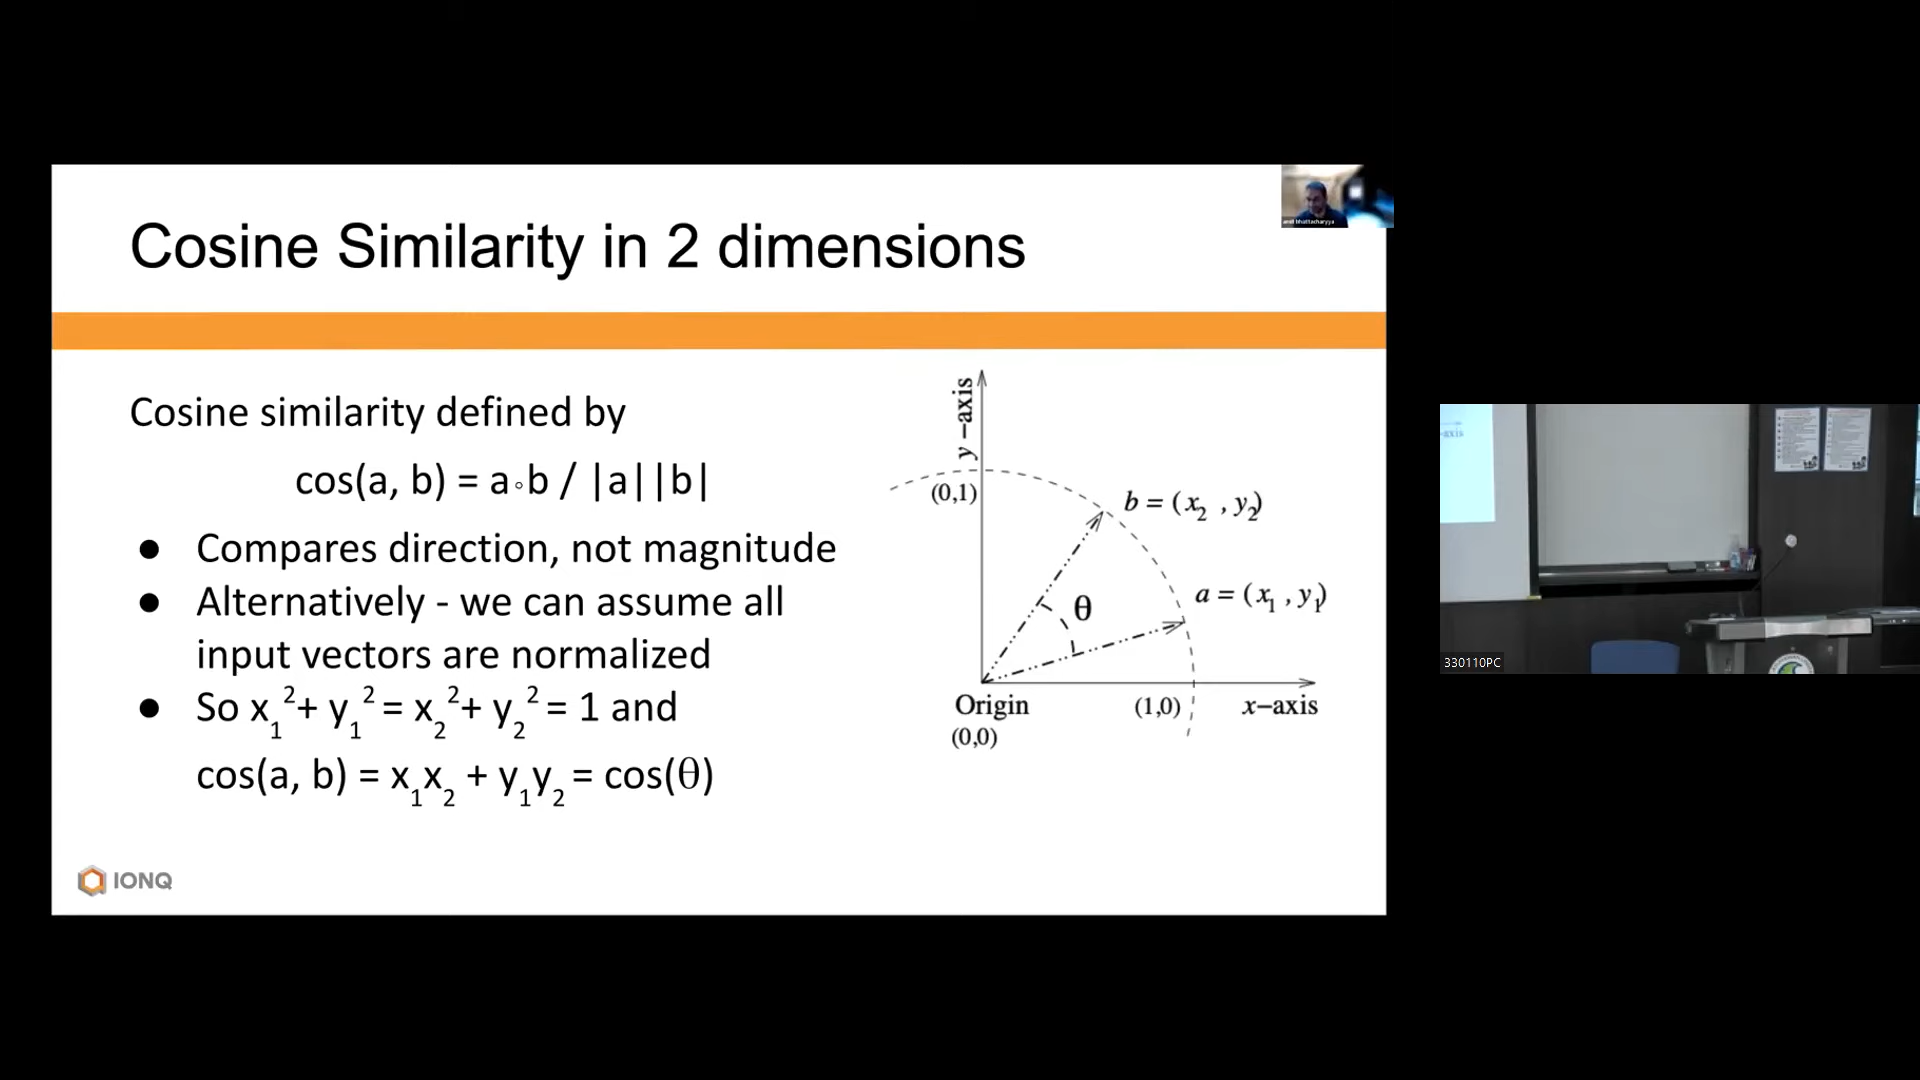 Cosine Similarity in 2 dimensions
Cosine similarity defined by
cos(a, b) = a◦b / |a||b|
● Compares direction, not magnitude
● Alternatively - we can assume all
input vectors are normalized
● So x₁²+ y₁² = x₂²+ y₂² = 1 and
cos(a, b) = x₁x₂ + y₁y₂ = cos(θ)
y –axis
(0,1)
b = (x₂ , y₂)
θ
a = (x₁ , y₁)
Origin
(0,0)
(1,0)
x–axis
IONQ
amit bhattacharyya
330110PC